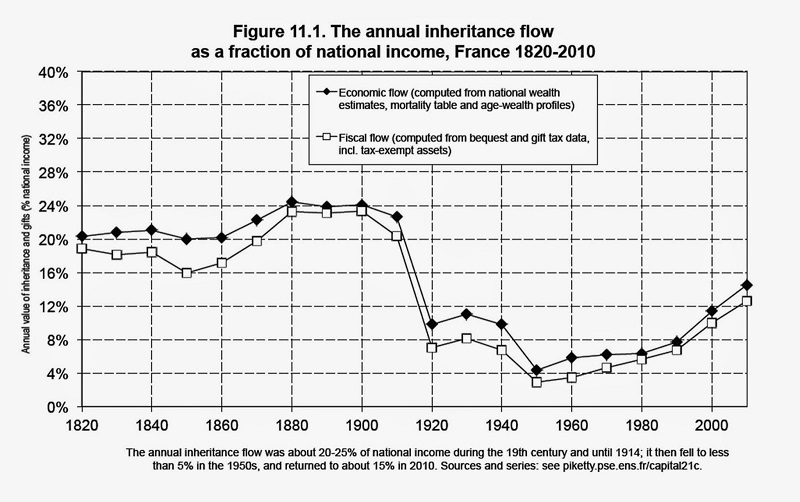 Figure 11.1. The annual inheritance flow
as a fraction of national income, France 1820-2010
Annual value of inheritance and gifts (% national income)
40%
36%
32%
28%
24%
20%
16%
12%
8%
4%
0%
Economic flow (computed from national wealth
estimates, mortality table and age-wealth profiles)
Fiscal flow (computed from bequest and gift tax data,
incl. tax-exempt assets)
1820 1840 1860 1880 1900 1920 1940 1960 1980 2000
The annual inheritance flow was about 20-25% of national income during the 19th century and until 1914; it then fell to less
than 5% in the 1950s, and returned to about 15% in 2010. Sources and series: see piketty.pse.ens.fr/capital21c.